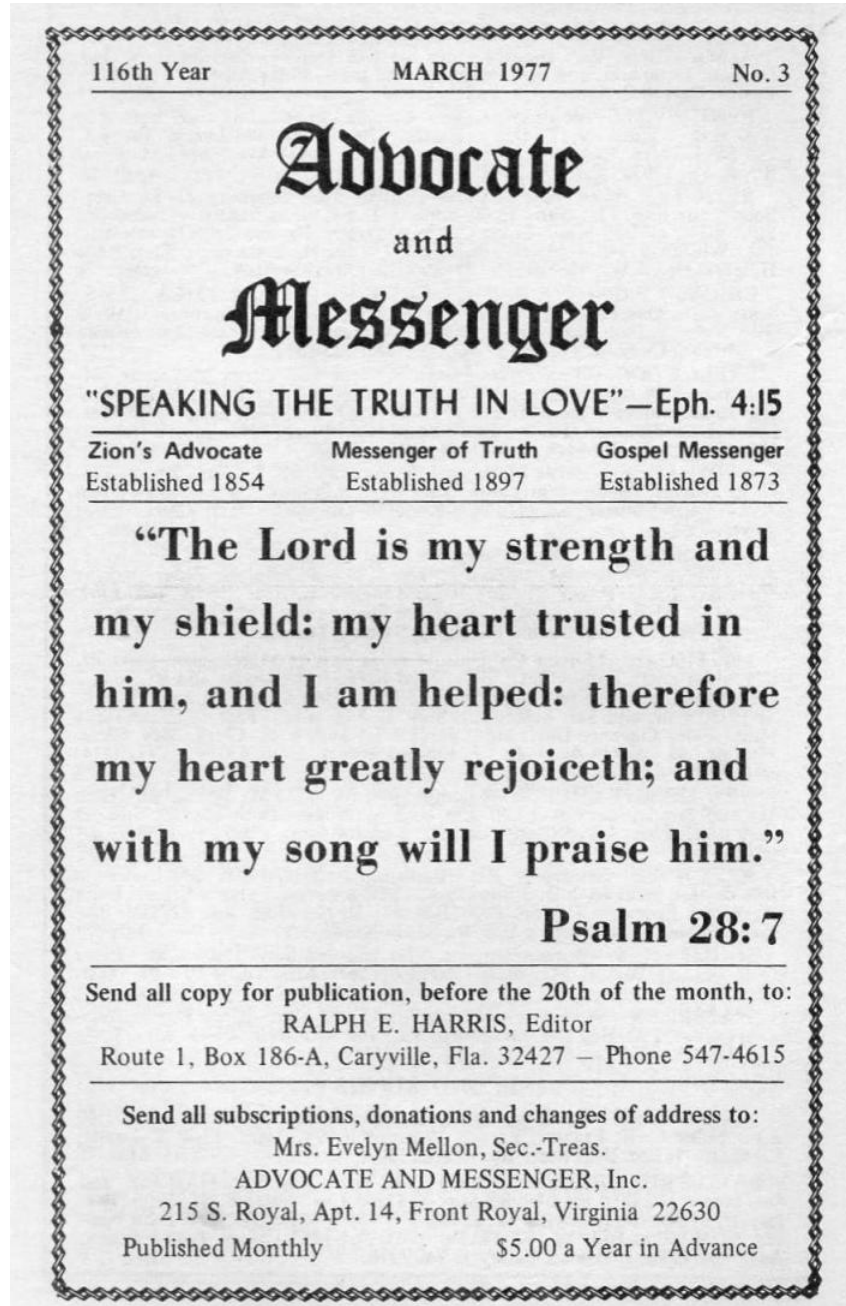 116th Year MARCH 1977 No. 3
Advocate
and
Messenger
"SPEAKING THE TRUTH IN LOVE"—Eph. 4:15
Zion's Advocate Messenger of Truth Gospel Messenger
Established 1854 Established 1897 Established 1873
“The Lord is my strength and
my shield: my heart trusted in
him, and I am helped: therefore
my heart greatly rejoiceth; and
with my song will I praise him.”
Psalm 28:7
Send all copy for publication, before the 20th of the month, to:
RALPH E. HARRIS, Editor
Route 1, Box 186-A, Caryville, Fla. 32427 — Phone 547-4615
Send all subscriptions, donations and changes of address to:
Mrs. Evelyn Mellon, Sec.-Treas.
ADVOCATE AND MESSENGER, Inc.
215 S. Royal, Apt. 14, Front Royal, Virginia 22630
Published Monthly $5.00 a Year in Advance